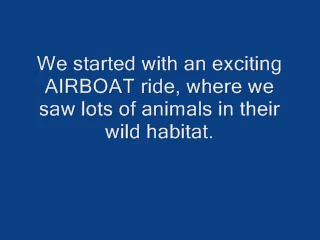 We started with an exciting
AIRBOAT ride, where we
saw lots of animals in their
wild habitat.